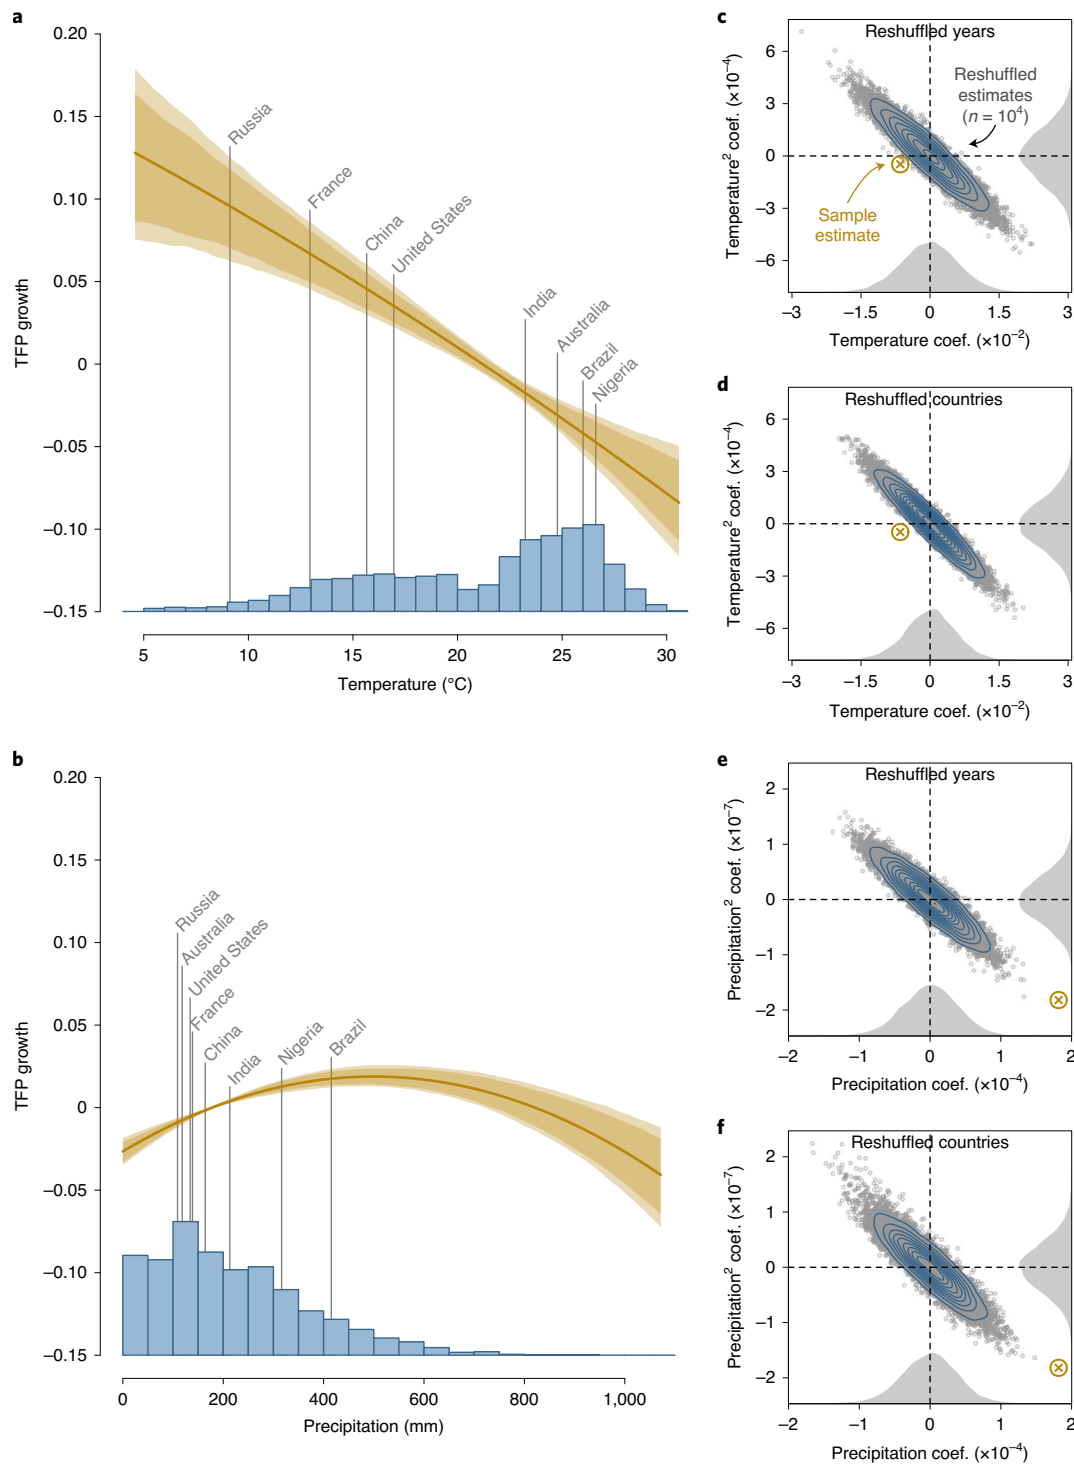 a
0.20
0.15
0.10
0.05
0
–0.05
–0.10
–0.15
TFP growth
Russia
France
China
United States
India
Australia
Brazil
Nigeria
5
10
15
20
25
30
Temperature (°C)
b
0.20
0.15
0.10
0.05
0
–0.05
–0.10
–0.15
TFP growth
Russia
Australia
United States
France
China
India
Nigeria
Brazil
0
200
400
600
800
1,000
Precipitation (mm)
c
Reshuffled years
Reshuffled
estimates
(n = 10⁴)
Sample
estimate
6
3
0
–3
–6
Temperature² coef. (×10⁻⁴)
–3
–1.5
0
1.5
3
Temperature coef. (×10⁻²)
d
Reshuffled countries
6
3
0
–3
–6
Temperature² coef. (×10⁻⁴)
–3
–1.5
0
1.5
3
Temperature coef. (×10⁻²)
e
Reshuffled years
2
1
0
–1
–2
Precipitation² coef. (×10⁻⁷)
–2
–1
0
1
2
Precipitation coef. (×10⁻⁴)
f
Reshuffled countries
2
1
0
–1
–2
Precipitation² coef. (×10⁻⁷)
–2
–1
0
1
2
Precipitation coef. (×10⁻⁴)